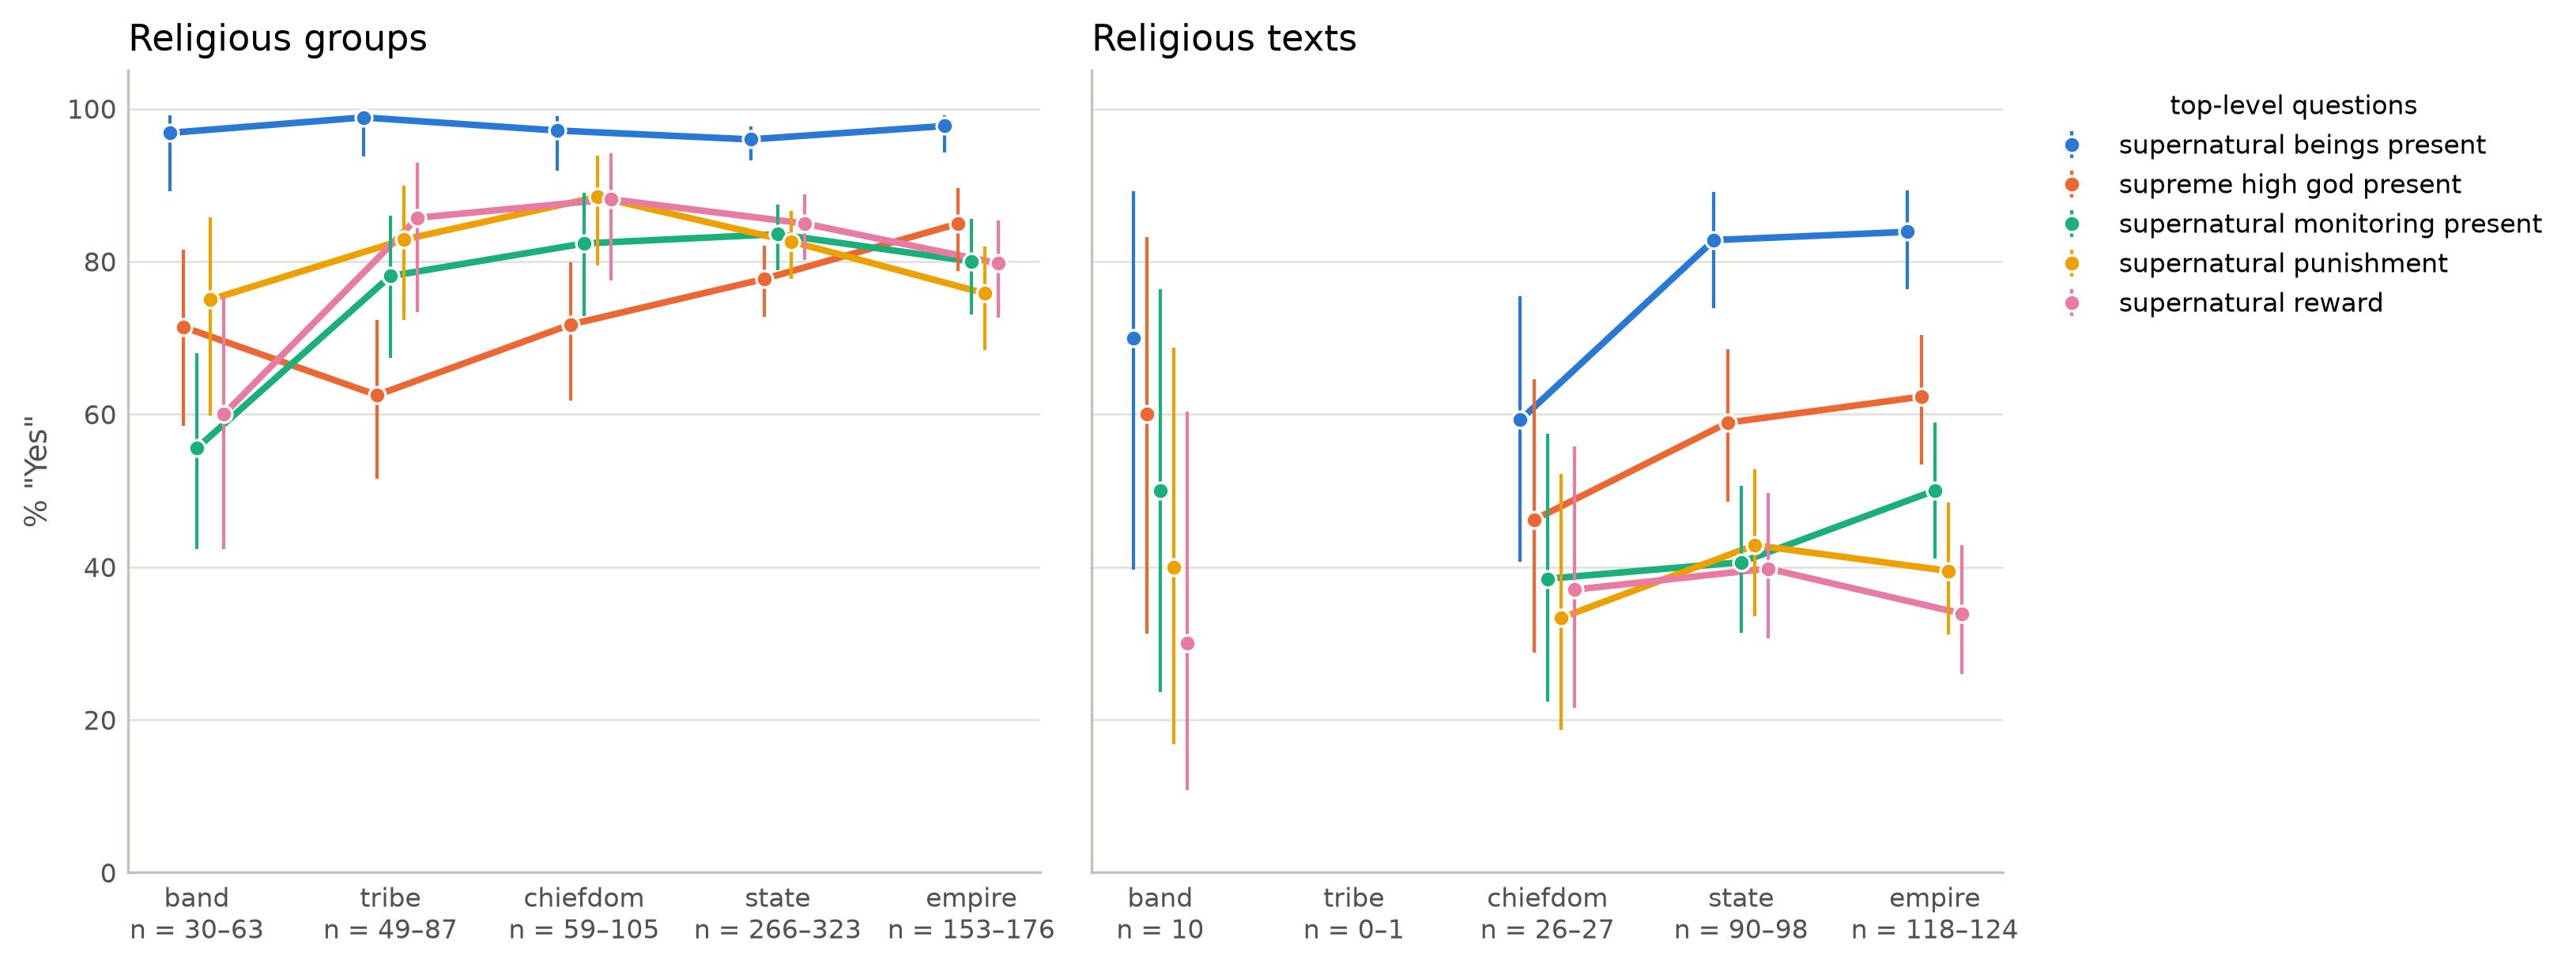 Religious groups
Religious texts
top-level questions
supernatural beings present
supreme high god present
supernatural monitoring present
supernatural punishment
supernatural reward
% "Yes"
100
80
60
40
20
0
band
n = 30–63
tribe
n = 49–87
chiefdom
n = 59–105
state
n = 266–323
empire
n = 153–176
band
n = 10
tribe
n = 0–1
chiefdom
n = 26–27
state
n = 90–98
empire
n = 118–124